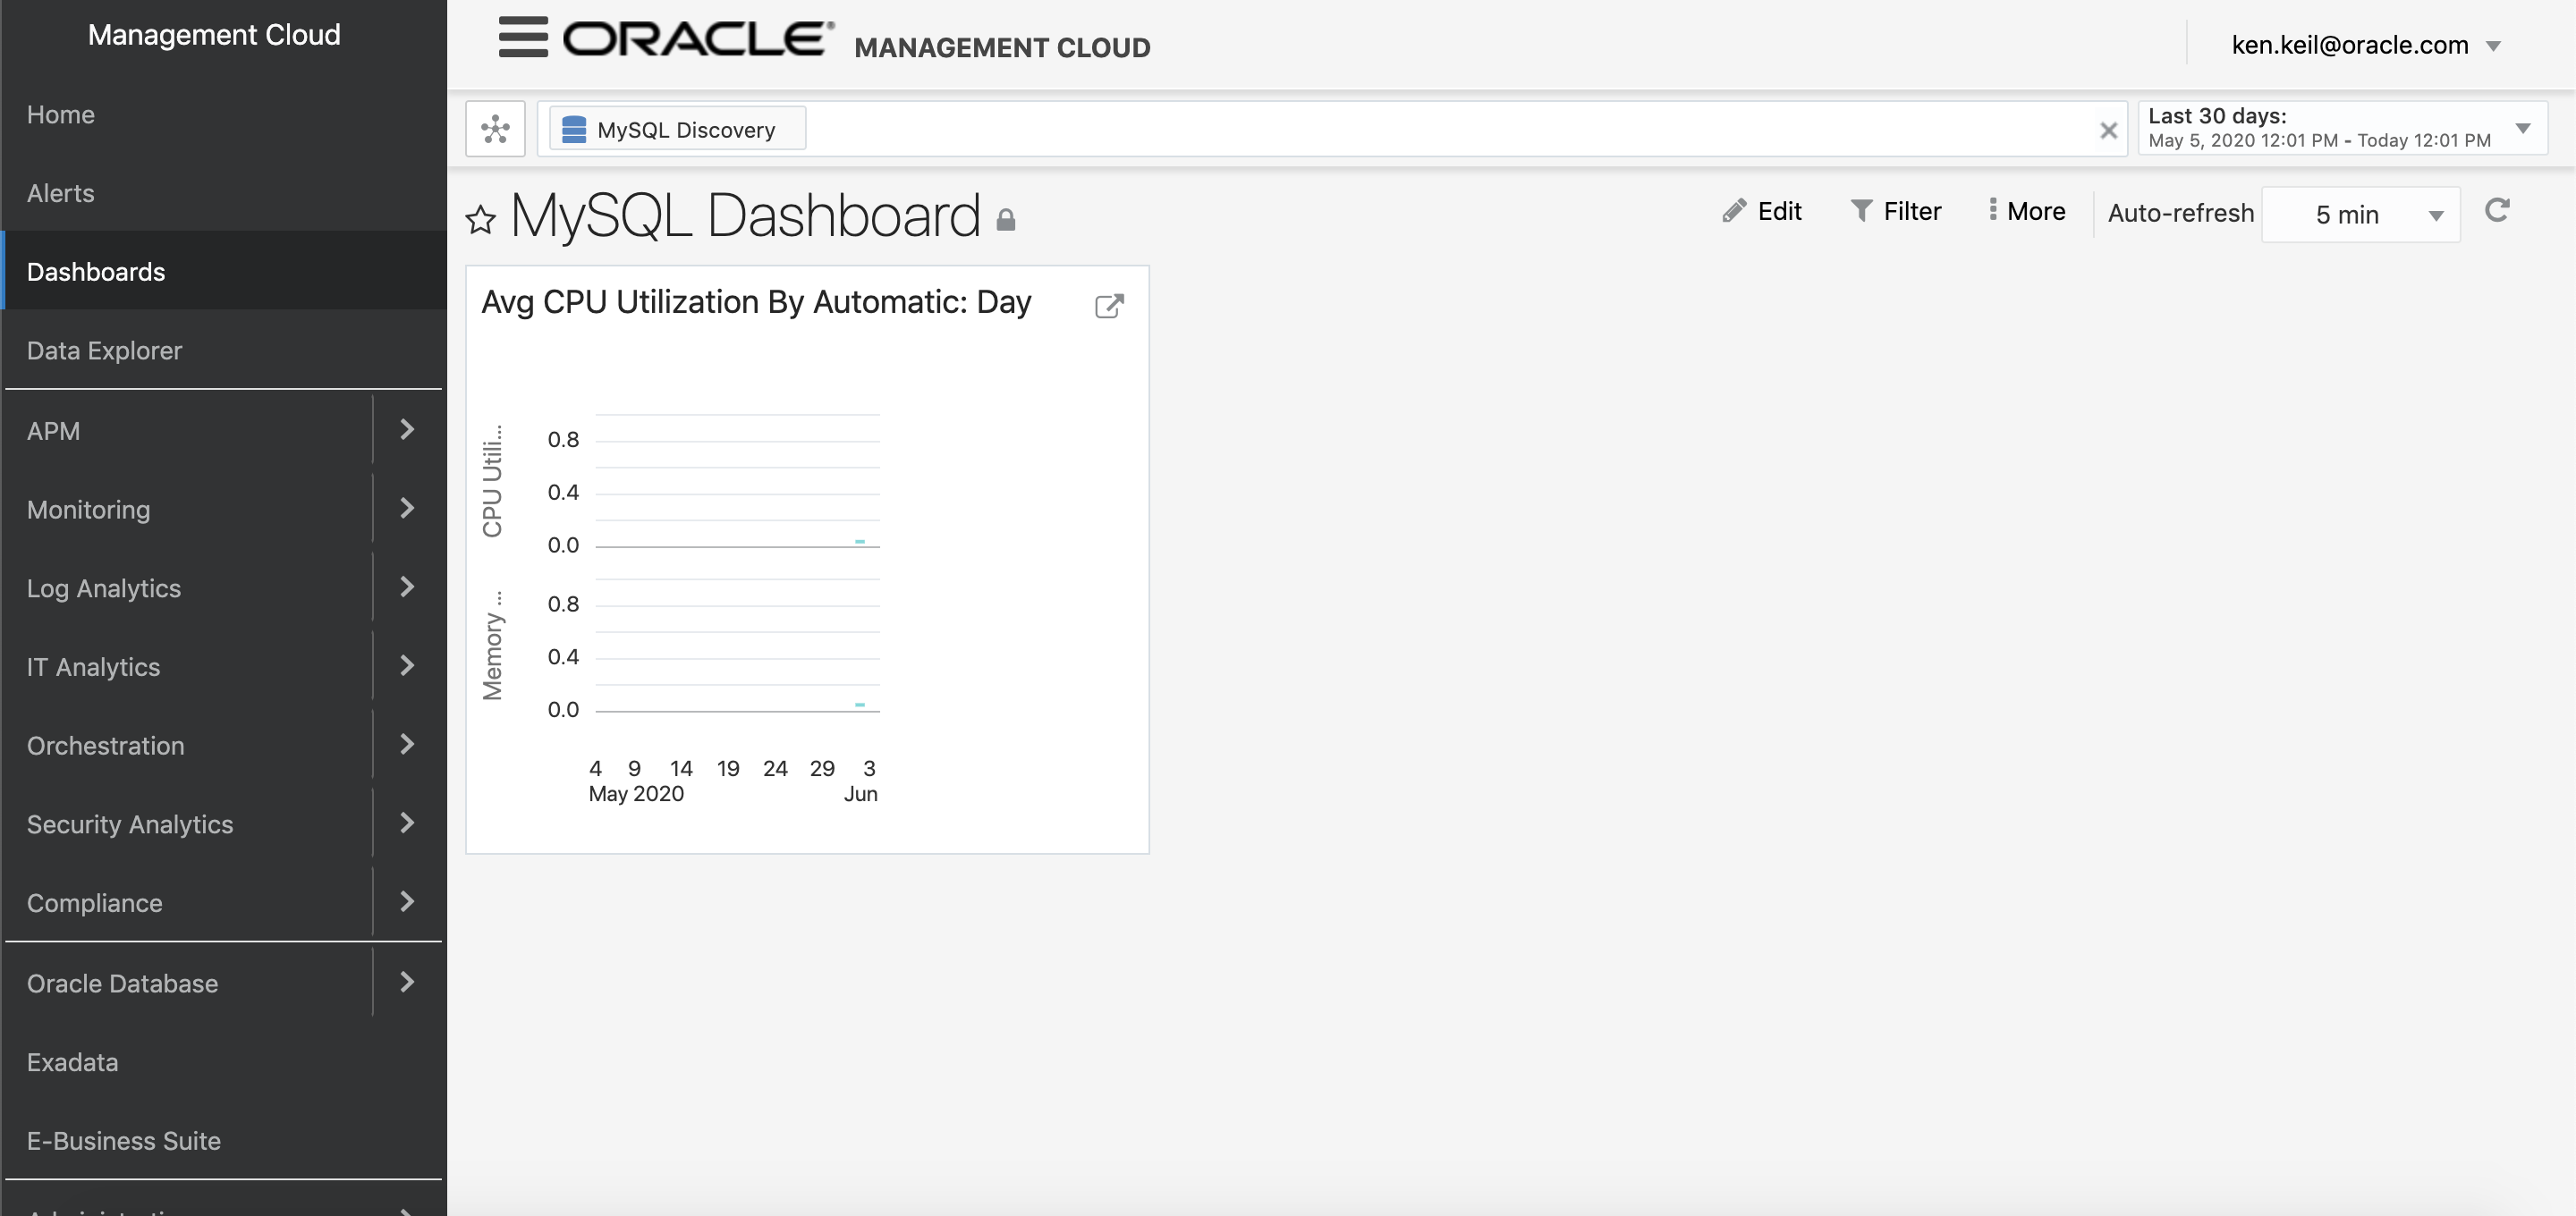 Management Cloud
Home
Alerts
Dashboards
Data Explorer
APM
Monitoring
Log Analytics
IT Analytics
Orchestration
Security Analytics
Compliance
Oracle Database
Exadata
E-Business Suite
ORACLE® MANAGEMENT CLOUD
ken.keil@oracle.com
MySQL Discovery
Last 30 days:
May 5, 2020 12:01 PM - Today 12:01 PM
MySQL Dashboard
Edit Filter More Auto-refresh 5 min
Avg CPU Utilization By Automatic: Day
CPU Utili...
0.8
0.4
0.0
Memory ...
0.8
0.4
0.0
4 9 14 19 24 29 3
May 2020 Jun